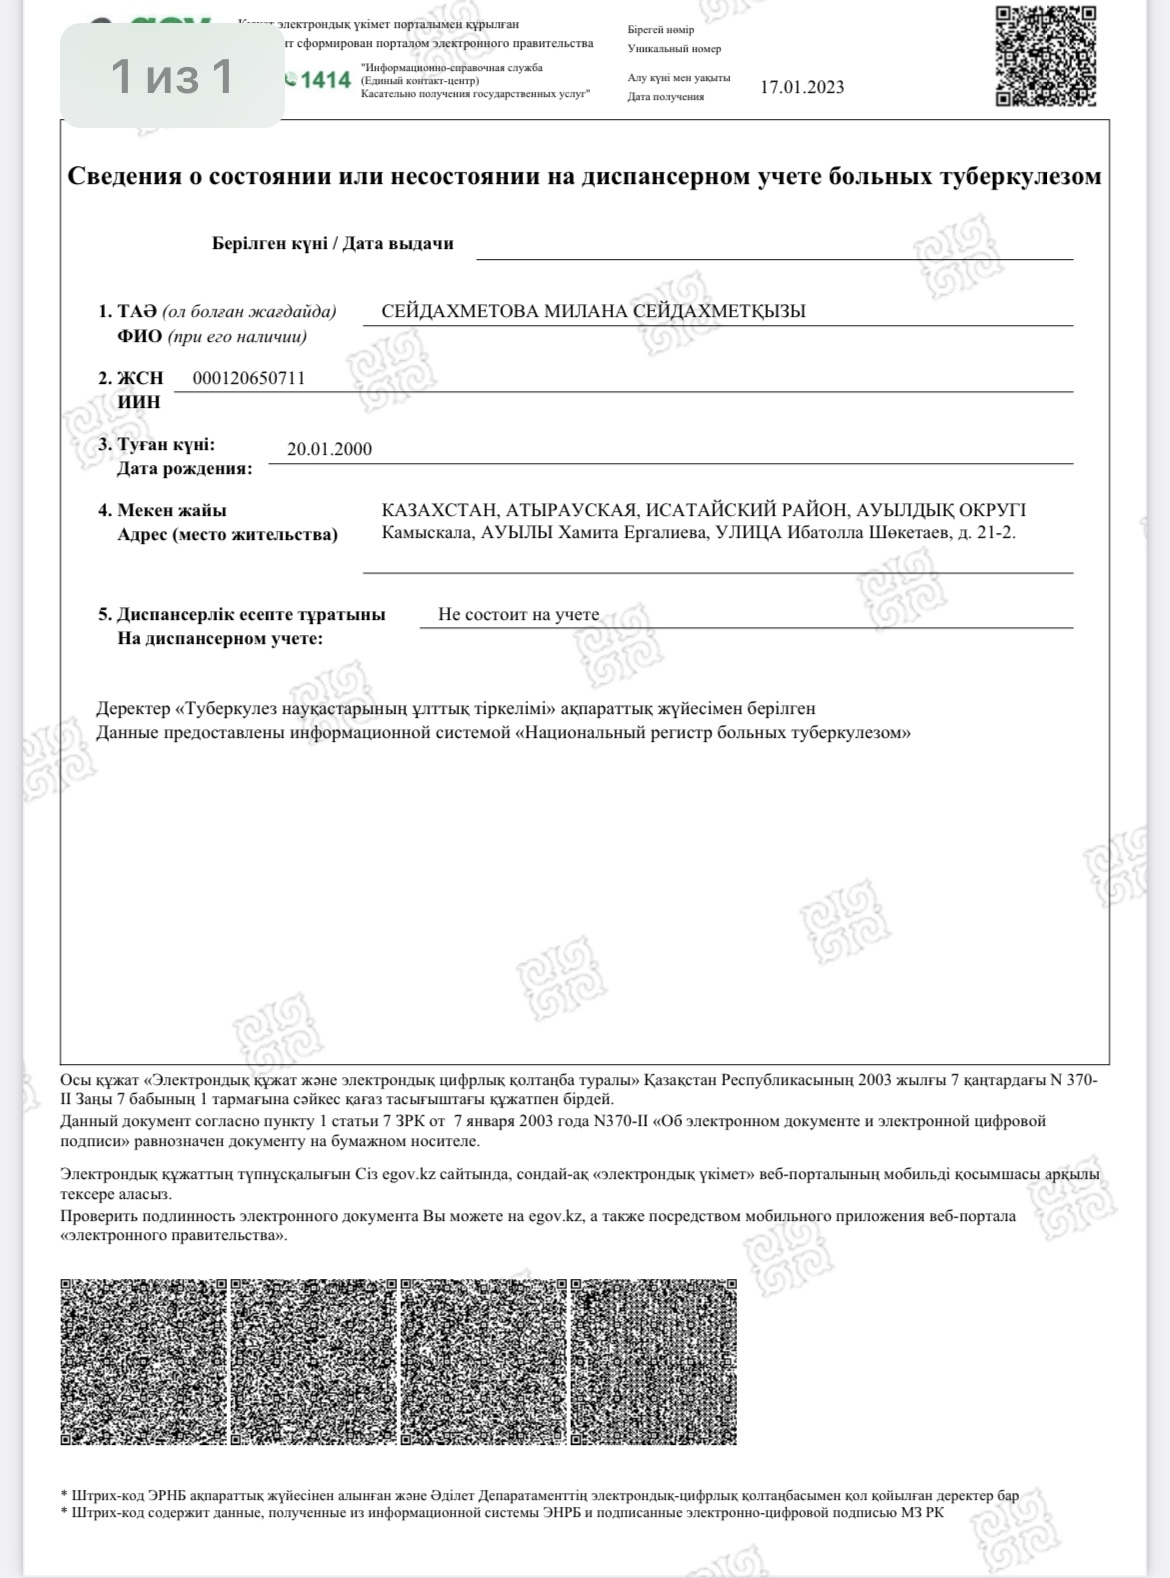 электрондық үкімет порталымен құрылған
сформирован порталом электронного правительства
1 из 1
1414
"Информационно-справочная служба
(Единый контакт-центр)
Касательно получения государственных услуг"
Бірегей нөмір
Уникальный номер
Алу күні мен уақыты
Дата получения
17.01.2023
Сведения о состоянии или несостоянии на диспансерном учете больных туберкулезом
Берілген күні / Дата выдачи
1. ТАӘ (ол болған жағдайда) СЕЙДАХМЕТОВА МИЛАНА СЕЙДАХМЕТҚЫЗЫ
ФИО (при его наличии)
2. ЖСН 000120650711
ИИН
3. Туған күні: 20.01.2000
Дата рождения:
4. Мекен жайы КАЗАХСТАН, АТЫРАУСКАЯ, ИСАТАЙСКИЙ РАЙОН, АУЫЛДЫҚ ОКРУГІ
Адрес (место жительства) Камыскала, АУЫЛЫ Хамита Ергалиева, УЛИЦА Ибатолла Шөкетаев, д. 21-2.
5. Диспансерлік есепте тұратыны Не состоит на учете
На диспансерном учете:
Деректер «Туберкулез науқастарының ұлттық тіркелімі» ақпараттық жүйесімен берілген
Данные предоставлены информационной системой «Национальный регистр больных туберкулезом»
Осы құжат «Электрондық құжат және электрондық цифрлық қолтаңба туралы» Қазақстан Республикасының 2003 жылғы 7 қаңтардағы N 370-
II Заңы 7 бабының 1 тармағына сәйкес қағаз тасығыштағы құжатпен бірдей.
Данный документ согласно пункту 1 статьи 7 ЗРК от 7 января 2003 года N370-II «Об электронном документе и электронной цифровой
подписи» равнозначен документу на бумажном носителе.
Электрондық құжаттың түпнұсқалығын Сіз egov.kz сайтында, сондай-ақ «электрондық үкімет» веб-порталының мобильді қосымшасы арқылы
тексере аласыз.
Проверить подлинность электронного документа Вы можете на egov.kz, а также посредством мобильного приложения веб-портала
«электронного правительства».
* Штрих-код ЭРНБ ақпараттық жүйесінен алынған және Әділет Департаменттің электрондық-цифрлық қолтаңбасымен қол қойылған деректер бар
* Штрих-код содержит данные, полученные из информационной системы ЭНРБ и подписанные электронно-цифровой подписью МЗ РК